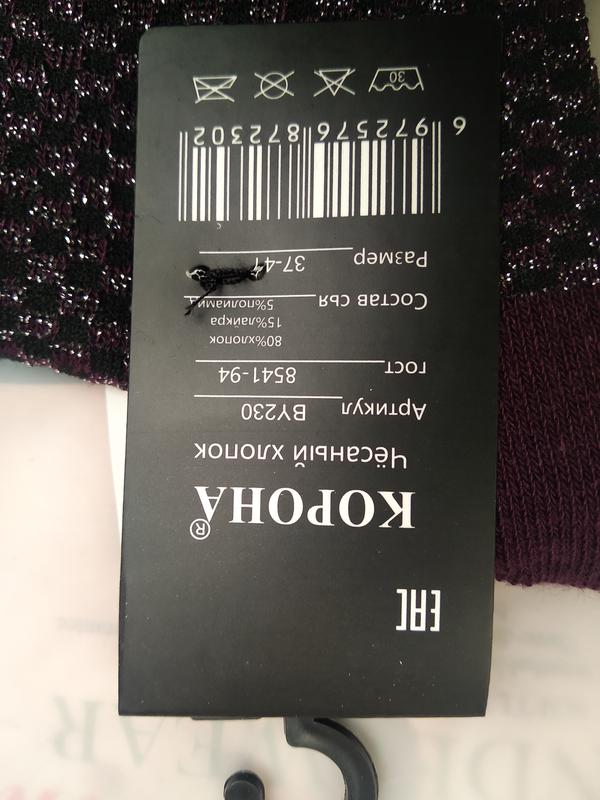 EAC
КОРОНА®
Чёсаный хлопок
Артикул BY230
ГОСТ 8541-94
80%хлопок
15%лайкра
Состав сья 5%полиамид
Размер 37-41
6 972576 872302
30